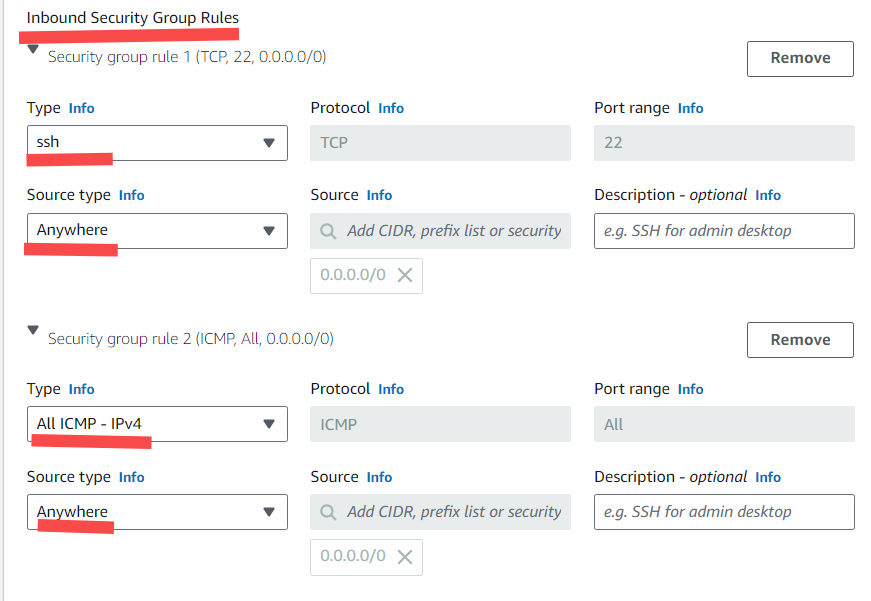 Inbound Security Group Rules
Security group rule 1 (TCP, 22, 0.0.0.0/0)
Remove
Type Info
Protocol Info
Port range Info
ssh
TCP
22
Source type Info
Source Info
Description - optional Info
Anywhere
Add CIDR, prefix list or security
e.g. SSH for admin desktop
0.0.0.0/0
Security group rule 2 (ICMP, All, 0.0.0.0/0)
Remove
Type Info
Protocol Info
Port range Info
All ICMP - IPv4
ICMP
All
Source type Info
Source Info
Description - optional Info
Anywhere
Add CIDR, prefix list or security
e.g. SSH for admin desktop
0.0.0.0/0